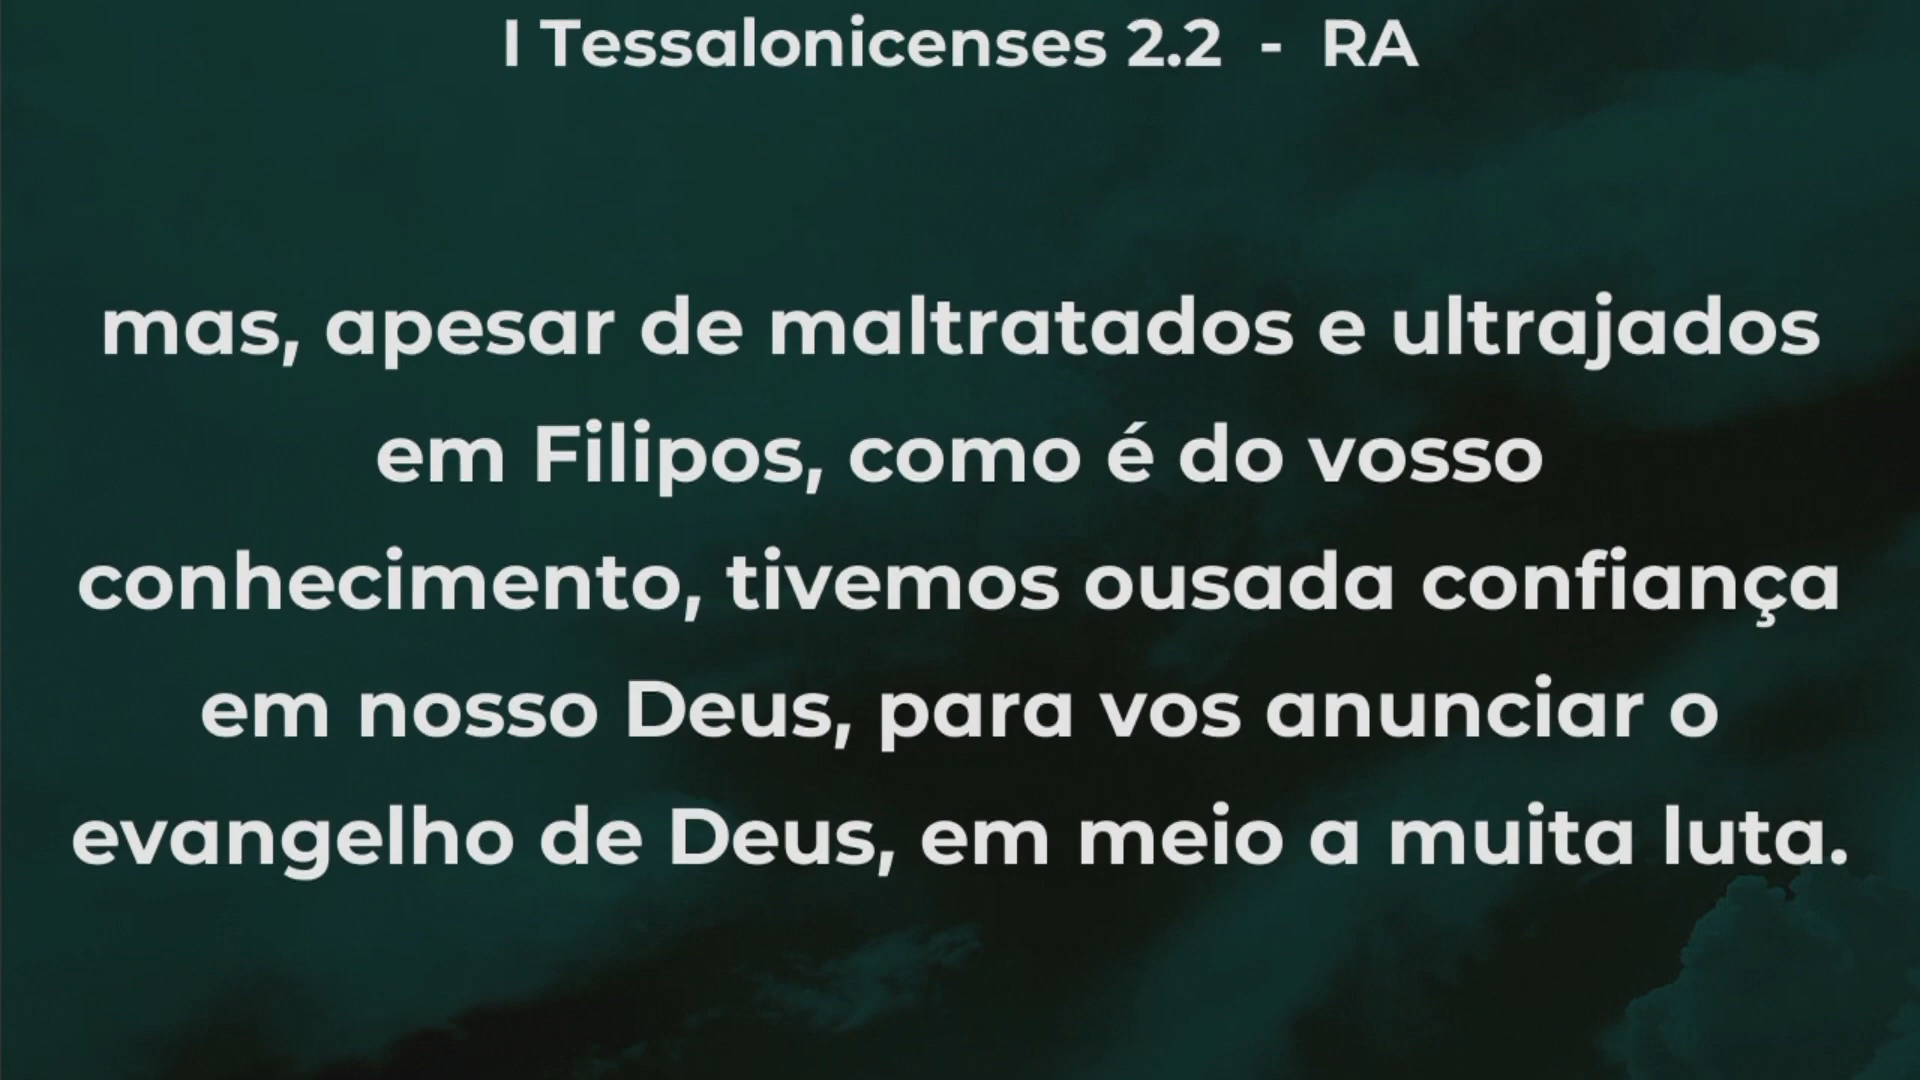 I Tessalonicenses 2.2 - RA
mas, apesar de maltratados e ultrajados
em Filipos, como é do vosso
conhecimento, tivemos ousada confiança
em nosso Deus, para vos anunciar o
evangelho de Deus, em meio a muita luta.